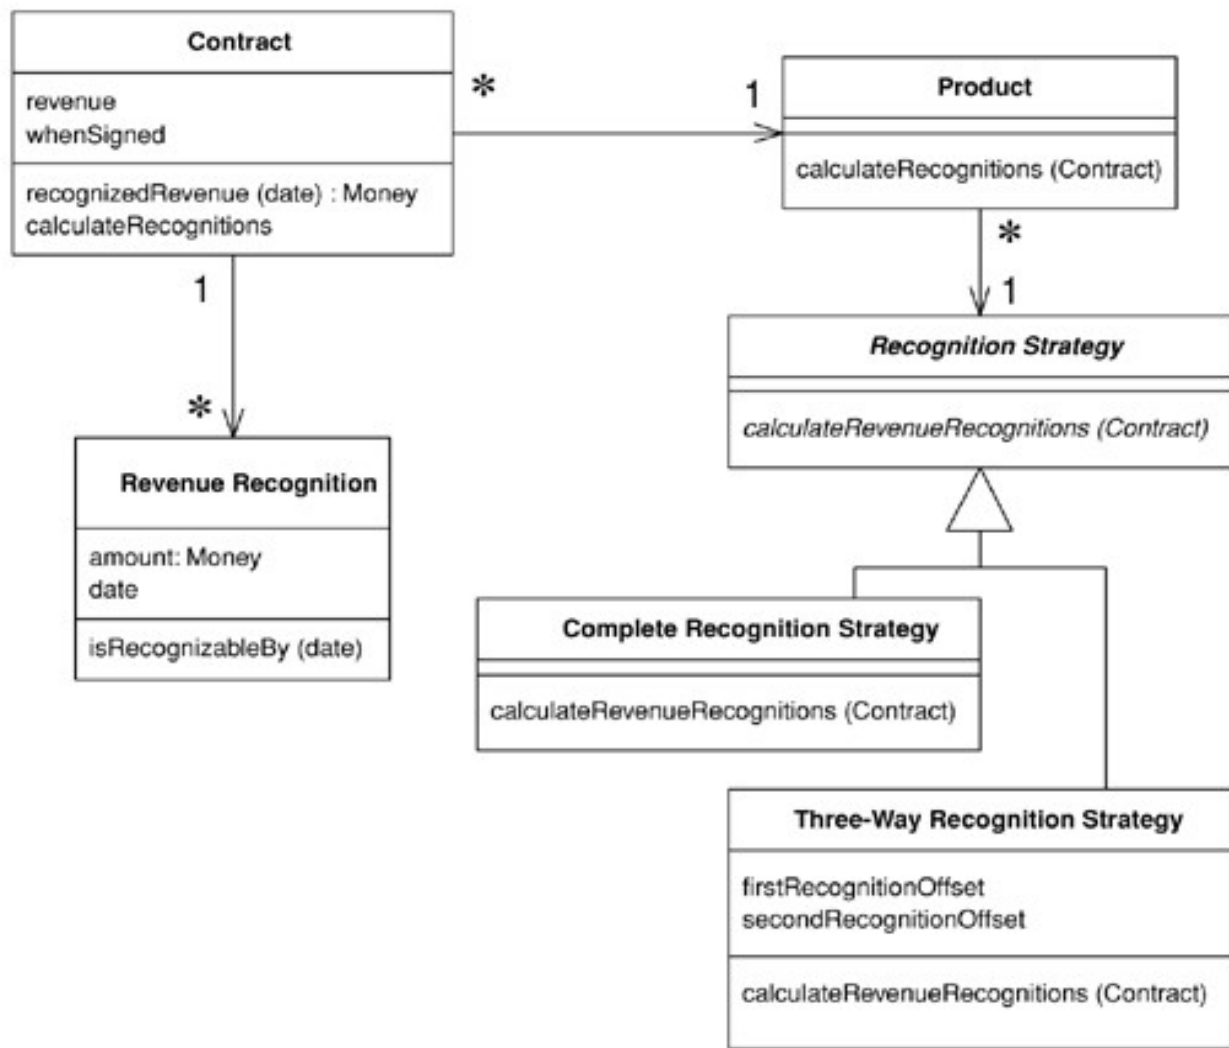 Contract
revenue
whenSigned
recognizedRevenue (date) : Money
calculateRecognitions
*
1
Product
calculateRecognitions (Contract)
*
1
Recognition Strategy
calculateRevenueRecognitions (Contract)
1
*
Revenue Recognition
amount: Money
date
isRecognizableBy (date)
Complete Recognition Strategy
calculateRevenueRecognitions (Contract)
Three-Way Recognition Strategy
firstRecognitionOffset
secondRecognitionOffset
calculateRevenueRecognitions (Contract)